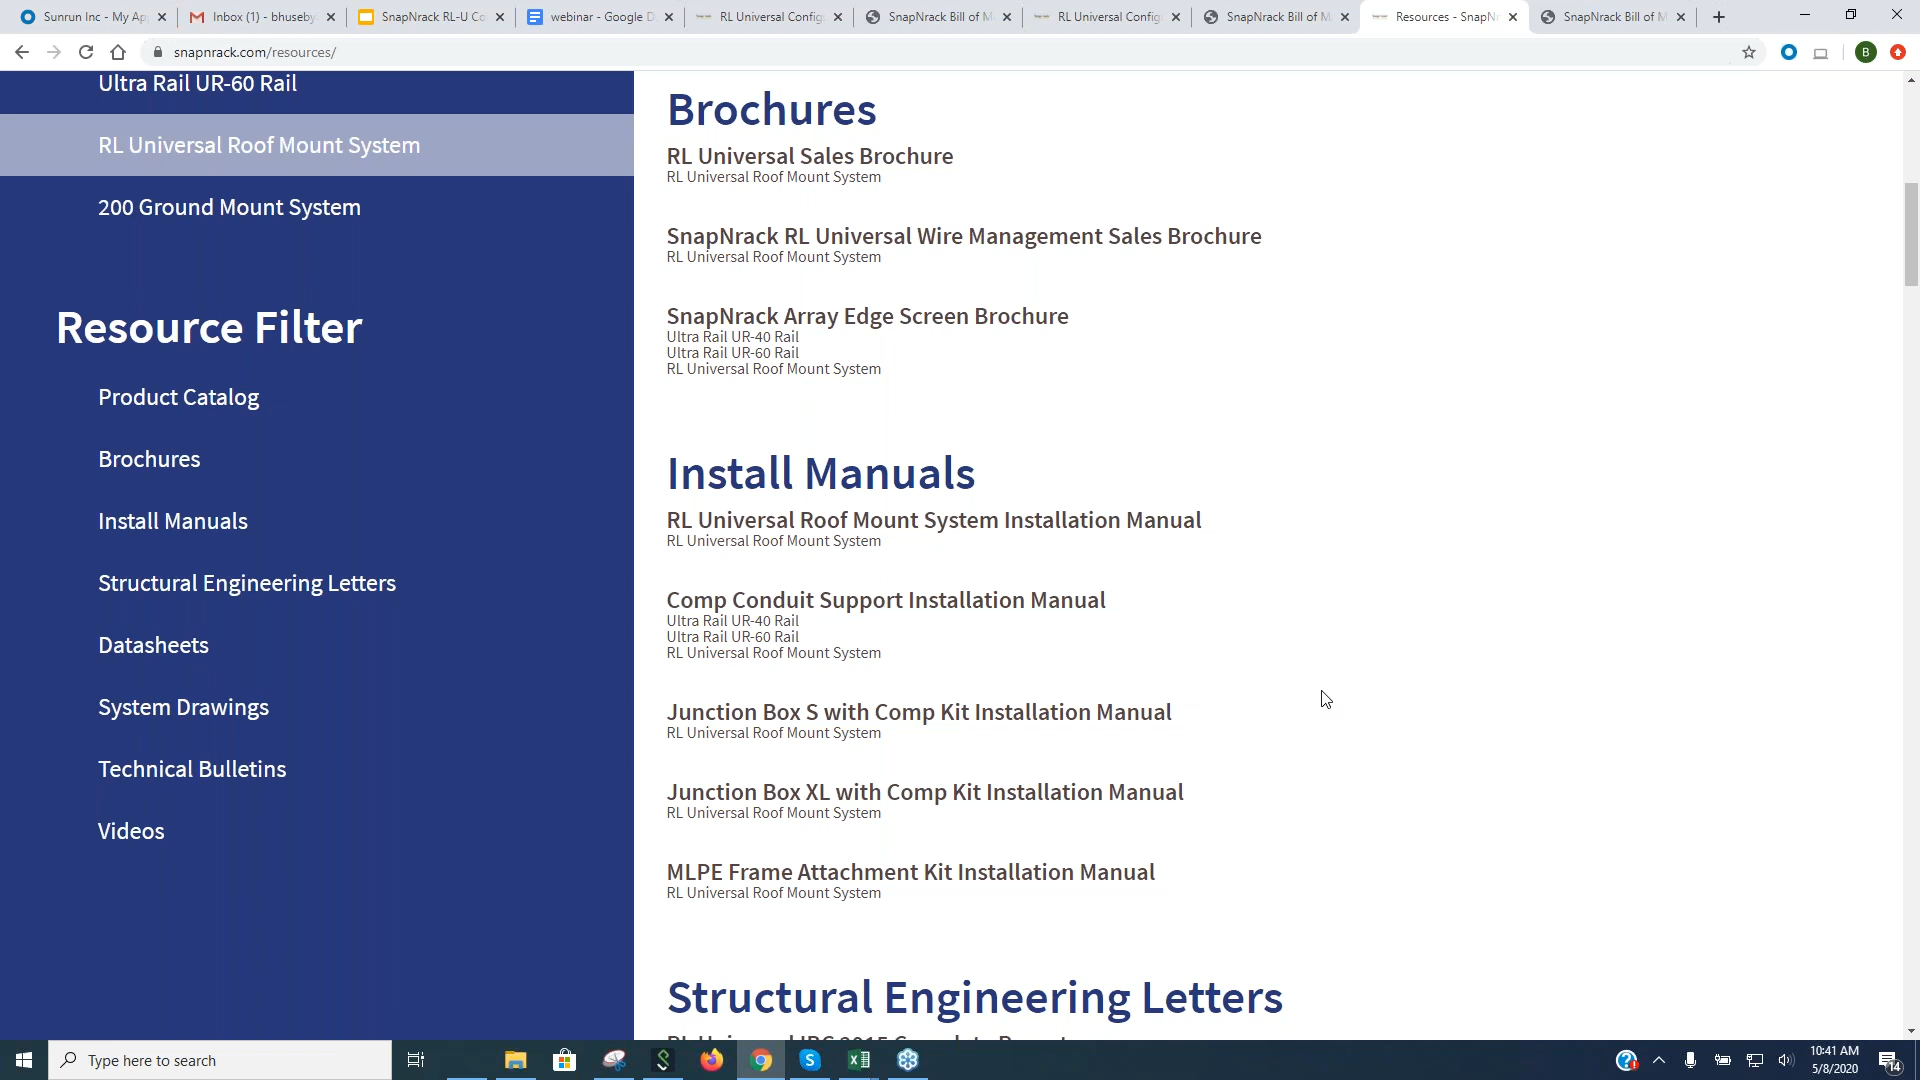 Sunrun Inc - My Ap
Inbox (1) - bhuseby
SnapNrack RL-U Co
webinar - Google D
RL Universal Config
SnapNrack Bill of M
RL Universal Config
SnapNrack Bill of M
Resources - SnapN
SnapNrack Bill of M
snapnrack.com/resources/
B
Ultra Rail UR-60 Rail
RL Universal Roof Mount System
200 Ground Mount System
Resource Filter
Product Catalog
Brochures
Install Manuals
Structural Engineering Letters
Datasheets
System Drawings
Technical Bulletins
Videos
Brochures
RL Universal Sales Brochure
RL Universal Roof Mount System
SnapNrack RL Universal Wire Management Sales Brochure
RL Universal Roof Mount System
SnapNrack Array Edge Screen Brochure
Ultra Rail UR-40 Rail
Ultra Rail UR-60 Rail
RL Universal Roof Mount System
Install Manuals
RL Universal Roof Mount System Installation Manual
RL Universal Roof Mount System
Comp Conduit Support Installation Manual
Ultra Rail UR-40 Rail
Ultra Rail UR-60 Rail
RL Universal Roof Mount System
Junction Box S with Comp Kit Installation Manual
RL Universal Roof Mount System
Junction Box XL with Comp Kit Installation Manual
RL Universal Roof Mount System
MLPE Frame Attachment Kit Installation Manual
RL Universal Roof Mount System
Structural Engineering Letters
Type here to search
10:41 AM
5/8/2020
14